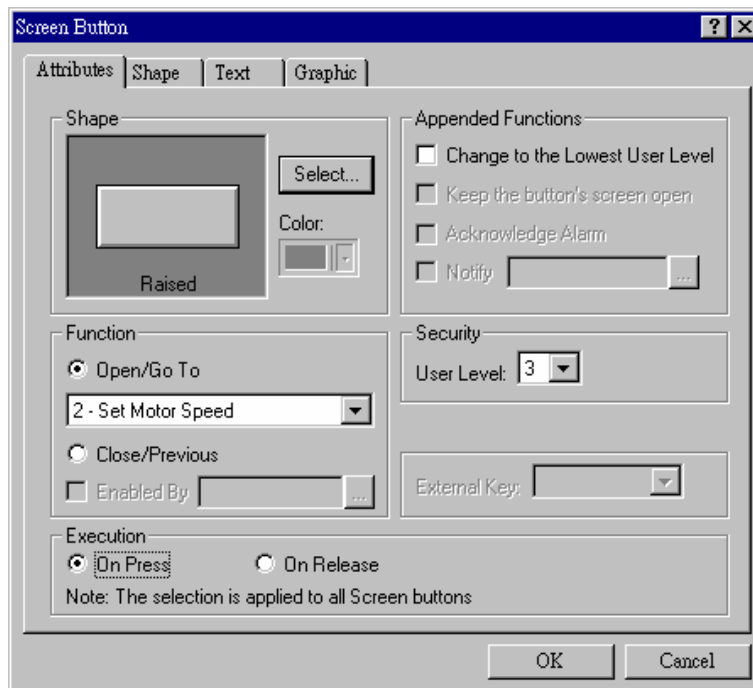 Screen Button
Attributes Shape Text Graphic
Shape
Select...
Color:
Raised
Appended Functions
Change to the Lowest User Level
Keep the button's screen open
Acknowledge Alarm
Notify ...
Function
Open/Go To
2 - Set Motor Speed
Close/Previous
Enabled By ...
Security
User Level: 3
External Key:
Execution
On Press On Release
Note: The selection is applied to all Screen buttons
OK Cancel